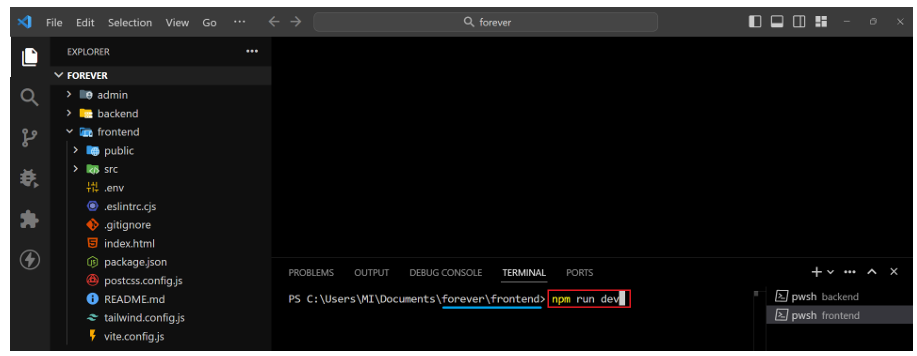 File Edit Selection View Go ··· forever
EXPLORER ···
FOREVER
admin
backend
frontend
public
src
.env
.eslintrc.cjs
.gitignore
index.html
package.json
postcss.config.js
README.md
tailwind.config.js
vite.config.js
PROBLEMS OUTPUT DEBUG CONSOLE TERMINAL PORTS
PS C:\Users\MI\Documents\forever\frontend> npm run dev
pwsh backend
pwsh frontend